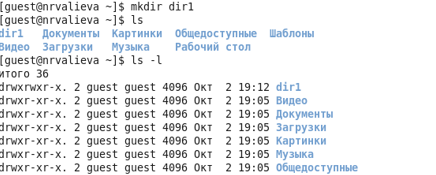 [guest@nrvalieva ~]$ mkdir dir1
[guest@nrvalieva ~]$ ls
dir1 Документы Картинки Общедоступные Шаблоны
Видео Загрузки Музыка Рабочий стол
[guest@nrvalieva ~]$ ls -l
итого 36
drwxrwxr-x. 2 guest guest 4096 Окт 2 19:12 dir1
drwxr-xr-x. 2 guest guest 4096 Окт 2 19:05 Видео
drwxr-xr-x. 2 guest guest 4096 Окт 2 19:05 Документы
drwxr-xr-x. 2 guest guest 4096 Окт 2 19:05 Загрузки
drwxr-xr-x. 2 guest guest 4096 Окт 2 19:05 Картинки
drwxr-xr-x. 2 guest guest 4096 Окт 2 19:05 Музыка
drwxr-xr-x. 2 guest guest 4096 Окт 2 19:05 Общедоступные